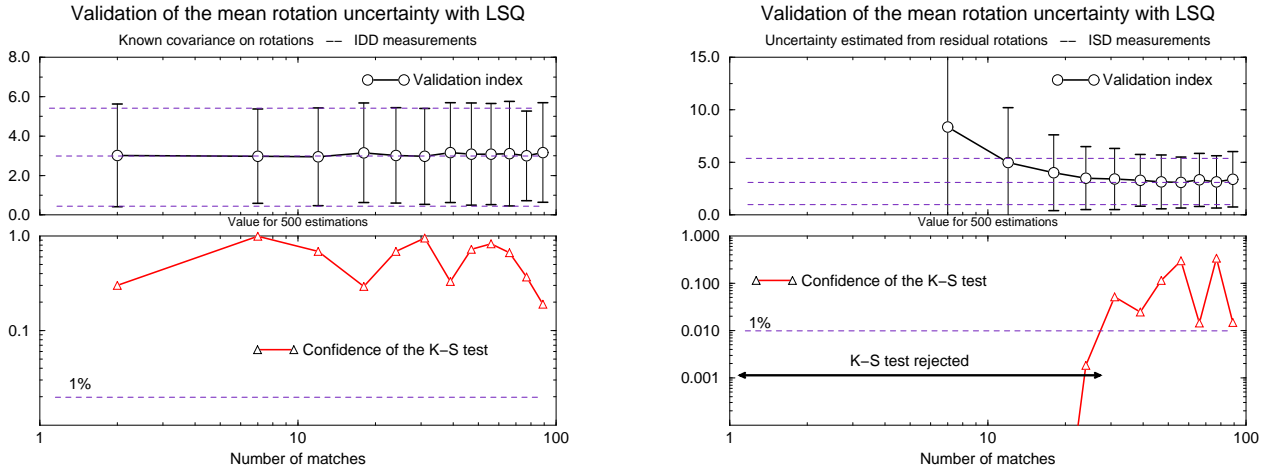 Validation of the mean rotation uncertainty with LSQ
Known covariance on rotations −− IDD measurements
8.0
6.0
4.0
2.0
0.0
Validation index
Value for 500 estimations
1.0
0.1
Confidence of the K−S test
1%
1
10
100
Number of matches
Validation of the mean rotation uncertainty with LSQ
Uncertainty estimated from residual rotations −− ISD measurements
15.0
10.0
5.0
0.0
Validation index
Value for 500 estimations
1.000
0.100
0.010
0.001
Confidence of the K−S test
1%
K−S test rejected
1
10
100
Number of matches